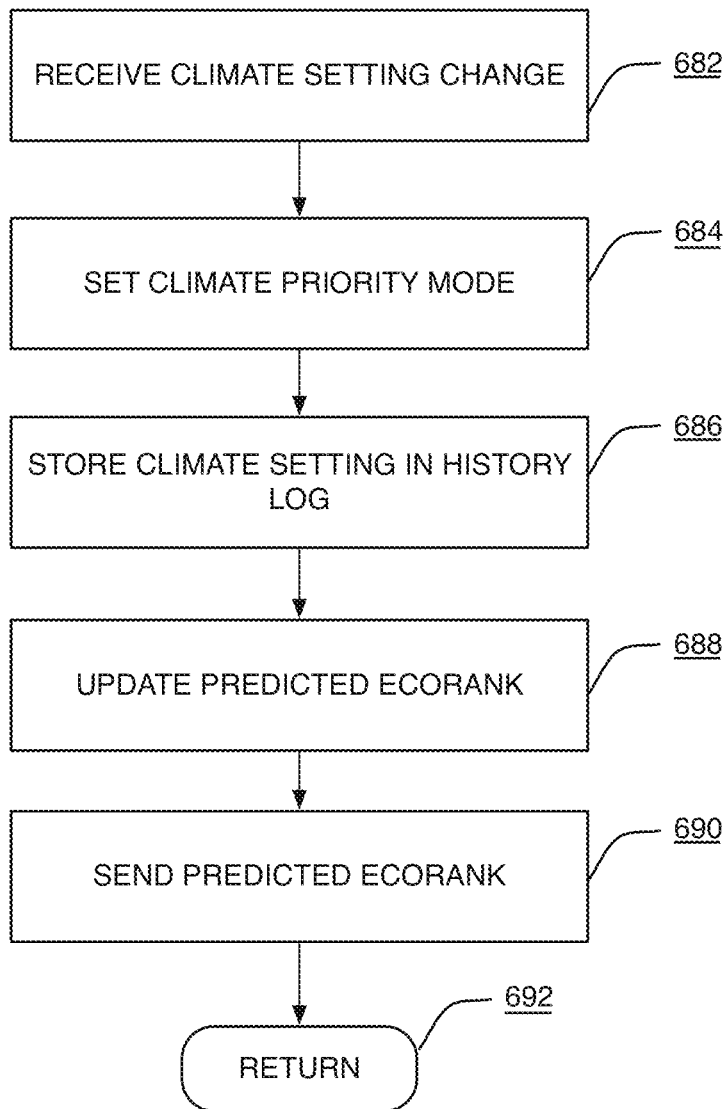 RECEIVE CLIMATE SETTING CHANGE
682
684
SET CLIMATE PRIORITY MODE
686
STORE CLIMATE SETTING IN HISTORY
LOG
688
UPDATE PREDICTED ECORANK
690
SEND PREDICTED ECORANK
692
RETURN